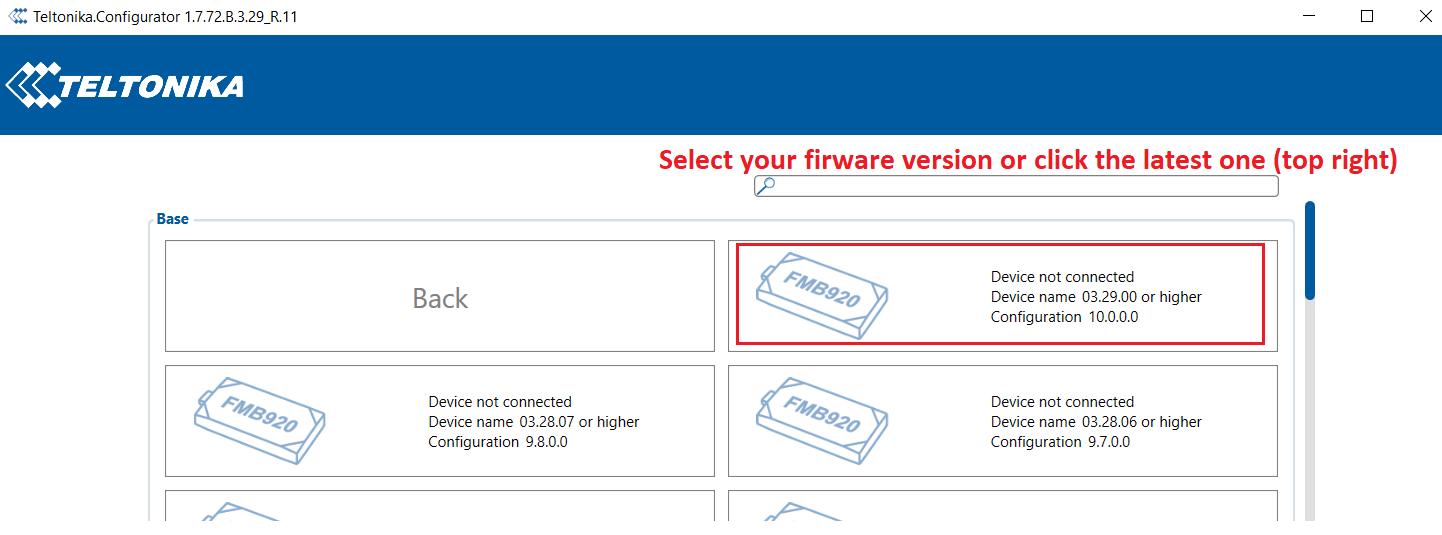 Teltonika.Configurator 1.7.72.B.3.29_R.11
TELTONIKA
Select your firware version or click the latest one (top right)
Base
Back
FMB920
Device not connected
Device name 03.29.00 or higher
Configuration 10.0.0.0
FMB920
Device not connected
Device name 03.28.07 or higher
Configuration 9.8.0.0
FMB920
Device not connected
Device name 03.28.06 or higher
Configuration 9.7.0.0